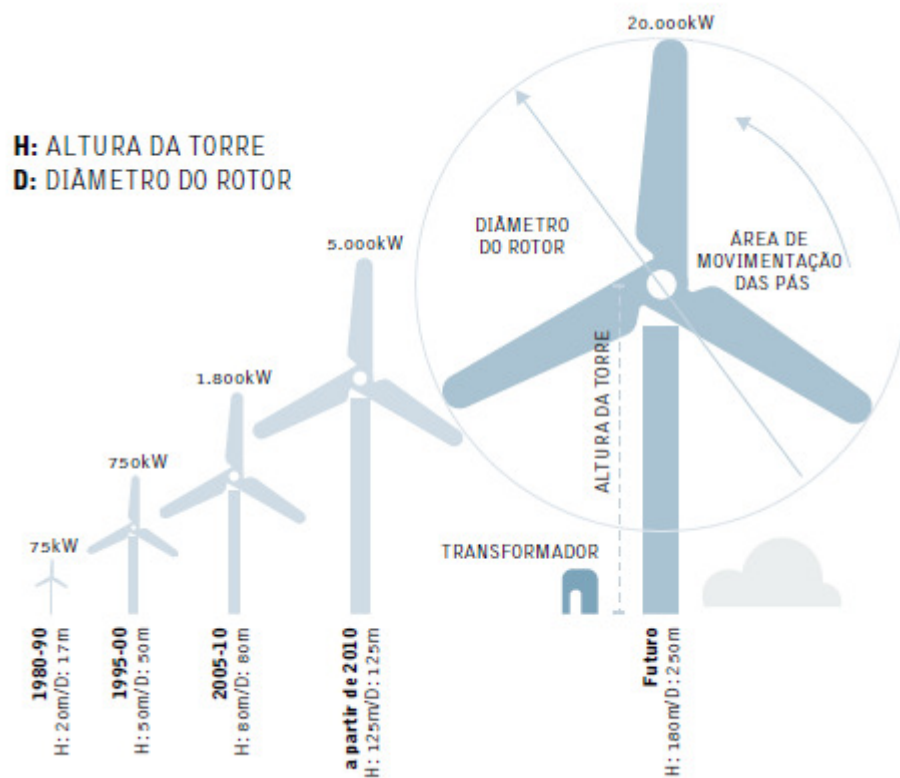 20.000kW
H: ALTURA DA TORRE
D: DIÂMETRO DO ROTOR
DIÂMETRO
DO ROTOR
ÁREA DE
MOVIMENTAÇÃO
DAS PÁS
5.000kW
ALTURA DA TORRE
1.800kW
750kW
75kW
TRANSFORMADOR
1980-90
H: 20m/D: 17m
1995-00
H: 50m/D: 50m
2005-10
H: 80m/D: 80m
a partir de 2010
H: 125m/D: 125m
Futuro
H: 180m/D: 250m